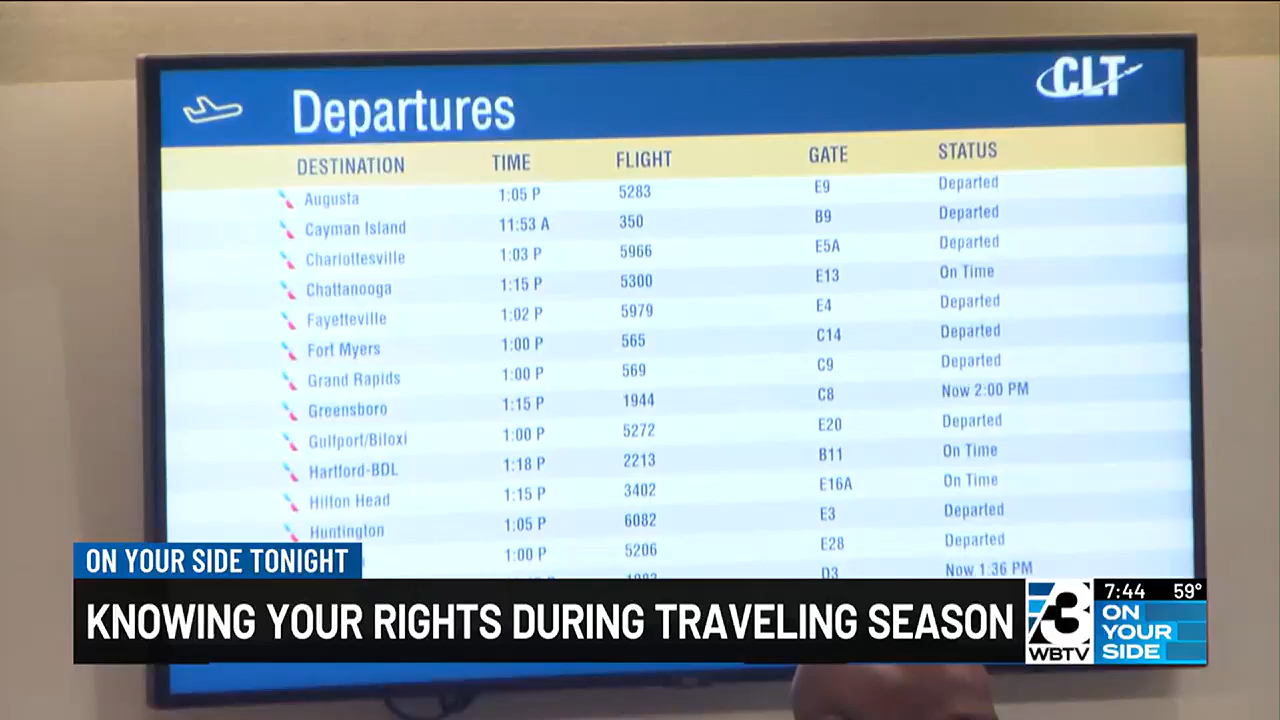 CLT
Departures
DESTINATION TIME FLIGHT GATE STATUS
Augusta 1:05 P 5283 E9 Departed
Cayman Island 11:53 A 350 B9 Departed
Charlottesville 1:03 P 5966 E5A Departed
Chattanooga 1:15 P 5300 E13 On Time
Fayetteville 1:02 P 5979 E4 Departed
Fort Myers 1:00 P 565 C14 Departed
Grand Rapids 1:00 P 569 C9 Departed
Greensboro 1:15 P 1944 C8 Now 2:00 PM
Gulfport/Biloxi 1:00 P 5272 E20 Departed
Hartford-BDL 1:18 P 2213 B11 On Time
Hilton Head 1:15 P 3402 E16A On Time
Huntington 1:05 P 6082 E3 Departed
1:00 P 5206 E28 Departed
D3 Now 1:36 PM
ON YOUR SIDE TONIGHT
KNOWING YOUR RIGHTS DURING TRAVELING SEASON
3
WBTV
7:44 59°
ON
YOUR
SIDE